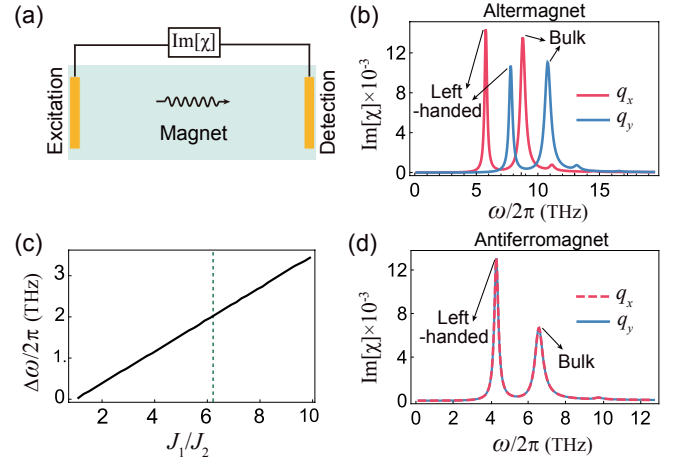 (a)
Im[χ]
Excitation
Magnet
Detection
(b)
Altermagnet
Im[χ]×10⁻³
12
8
4
0
Left
-handed
Bulk
qₓ
q_y
0
5
10
15
ω/2π (THz)
(c)
Δω/2π (THz)
3
2
1.
0
2
4
6
8
10
J₁/J₂
(d)
Antiferromagnet
Im[χ]×10⁻³
12
8
4
0
Left
-handed
Bulk
qₓ
q_y
0
2
4
6
8
10
12
ω/2π (THz)